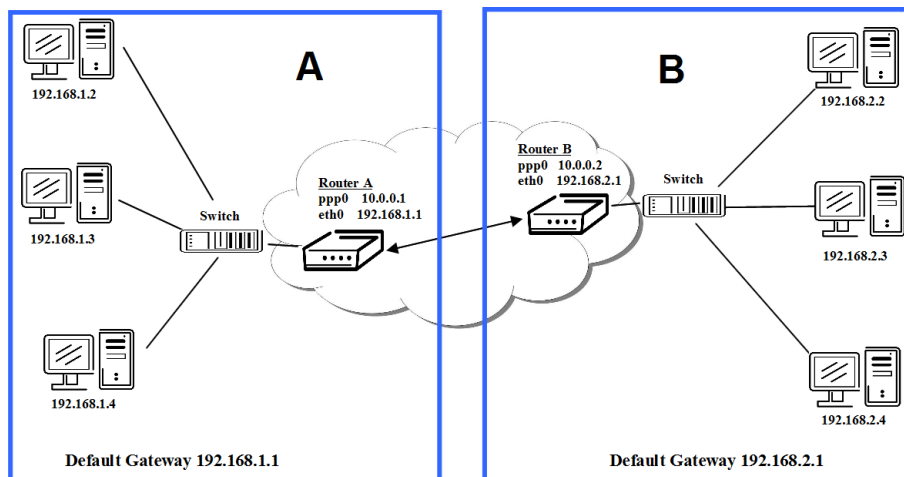 A
192.168.1.2
192.168.1.3
192.168.1.4
Switch
Router A
ppp0 10.0.0.1
eth0 192.168.1.1
Default Gateway 192.168.1.1
B
Router B
ppp0 10.0.0.2
eth0 192.168.2.1
Switch
192.168.2.2
192.168.2.3
192.168.2.4
Default Gateway 192.168.2.1